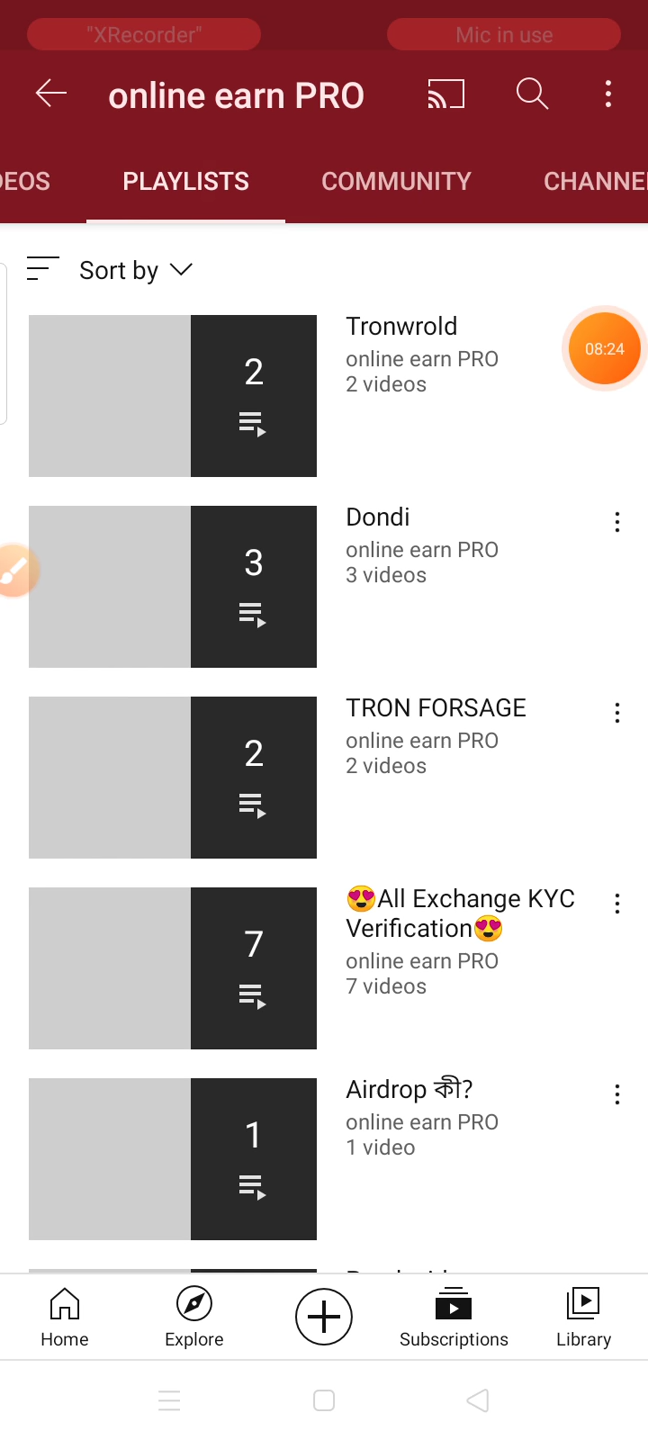 "XRecorder"
Mic in use
online earn PRO
DEOS
PLAYLISTS
COMMUNITY
CHANNE
Sort by
2
Tronwrold
online earn PRO
2 videos
08:24
3
Dondi
online earn PRO
3 videos
2
TRON FORSAGE
online earn PRO
2 videos
7
😍All Exchange KYC
Verification😍
online earn PRO
7 videos
1
Airdrop কী?
online earn PRO
1 video
Home
Explore
Subscriptions
Library